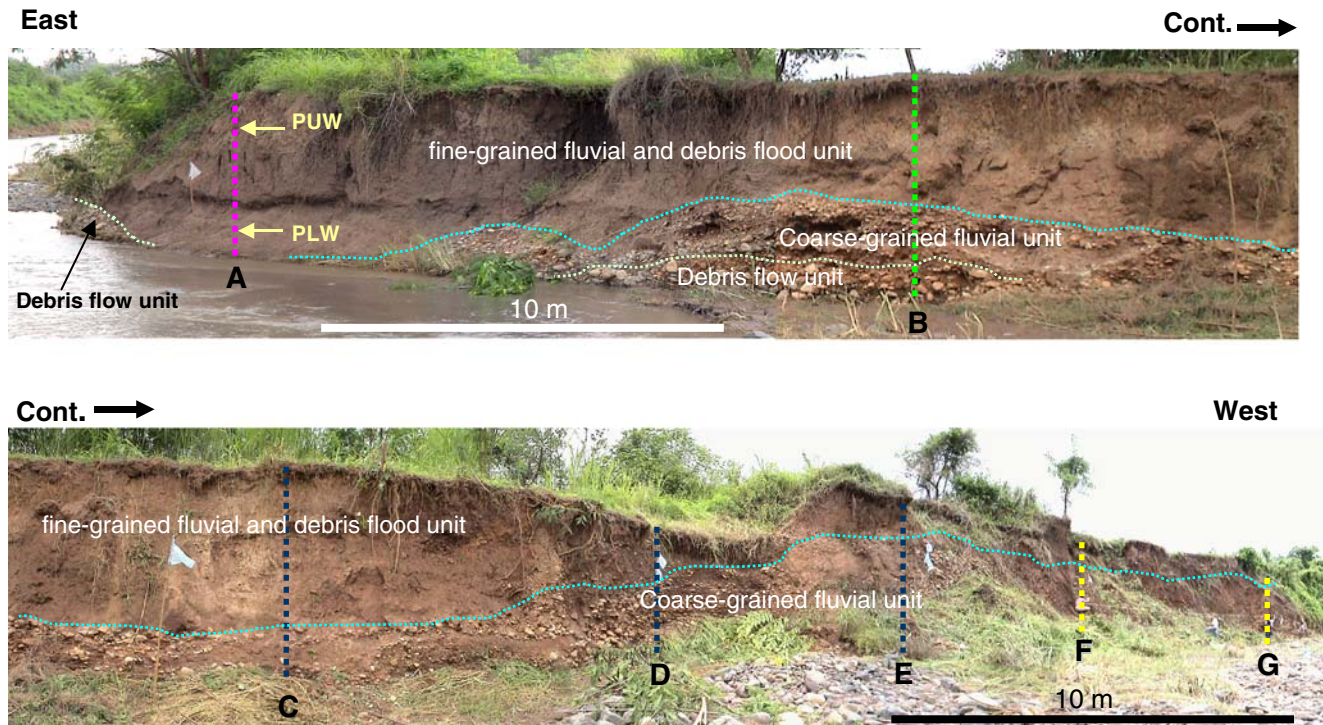 East
Cont.
PUW
fine-grained fluvial and debris flood unit
PLW
Coarse-grained fluvial unit
Debris flow unit
Debris flow unit
A
10 m
B
Cont.
West
fine-grained fluvial and debris flood unit
Coarse-grained fluvial unit
C
D
E
F
G
10 m